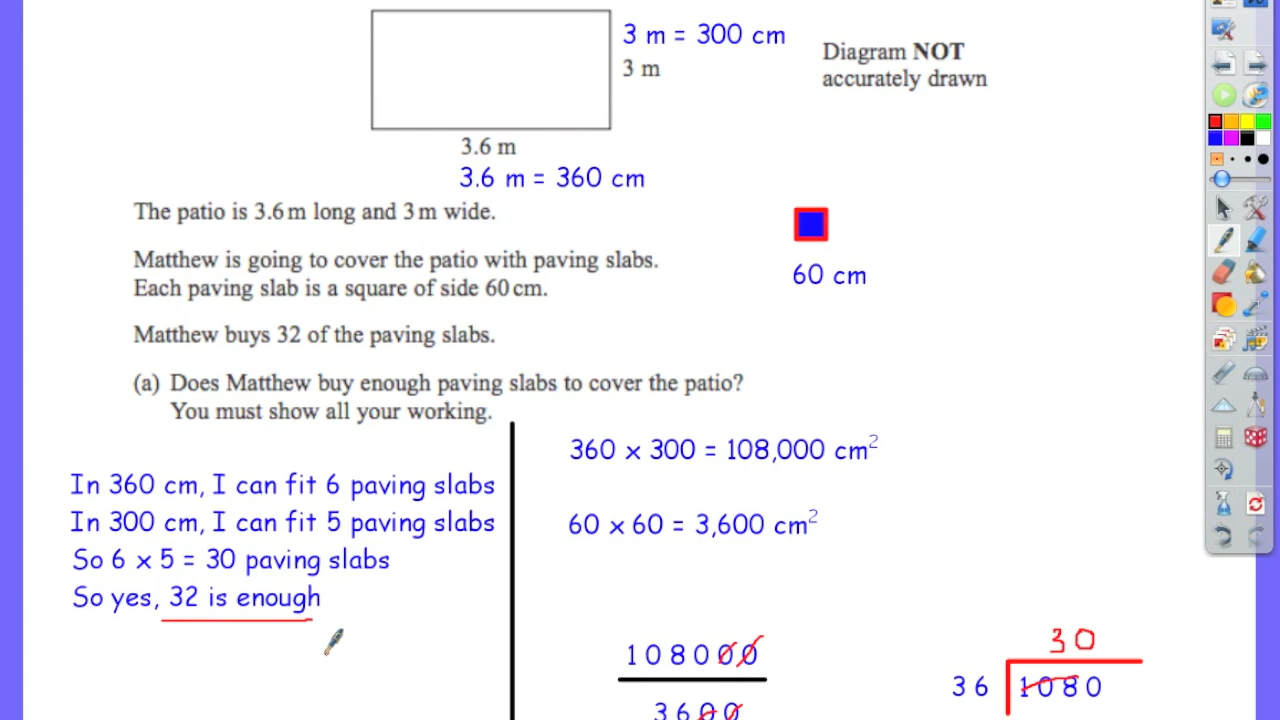 3 m = 300 cm
3 m
Diagram NOT
accurately drawn
3.6 m
3.6 m = 360 cm
The patio is 3.6 m long and 3 m wide.
60 cm
Matthew is going to cover the patio with paving slabs.
Each paving slab is a square of side 60 cm.
Matthew buys 32 of the paving slabs.
(a) Does Matthew buy enough paving slabs to cover the patio?
You must show all your working.
In 360 cm, I can fit 6 paving slabs
In 300 cm, I can fit 5 paving slabs
So 6 x 5 = 30 paving slabs
So yes, 32 is enough
360 x 300 = 108,000 cm²
60 x 60 = 3,600 cm²
108000
3600
30
36 1080